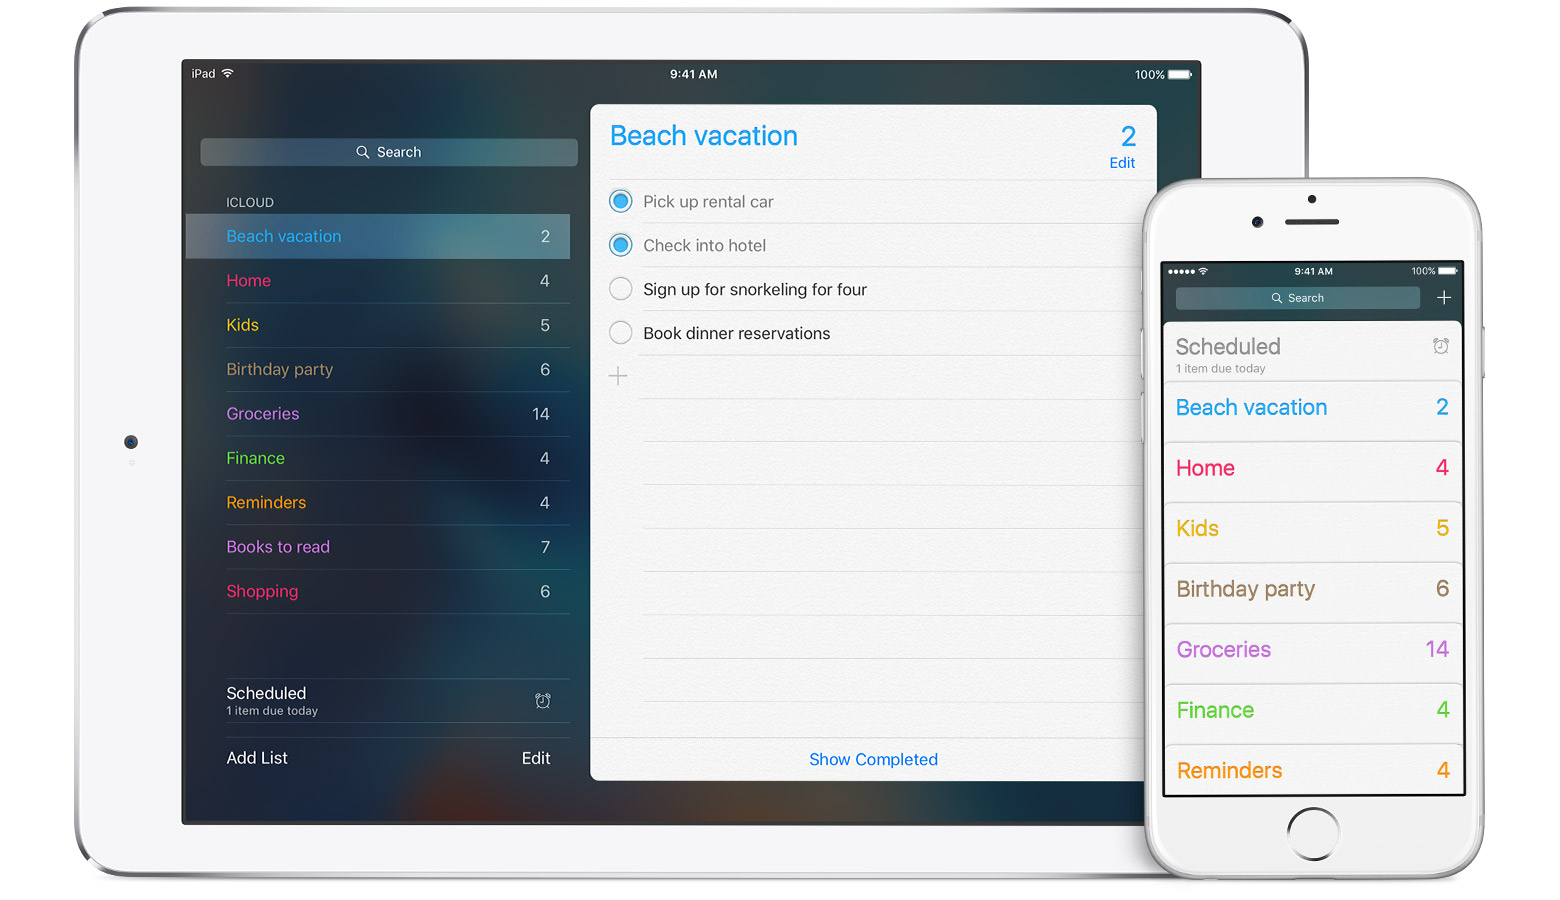 iPad 9:41 AM 100%
Search
ICLOUD
Beach vacation 2
Home 4
Kids 5
Birthday party 6
Groceries 14
Finance 4
Reminders 4
Books to read 7
Shopping 6
Scheduled
1 item due today
Add List Edit
Beach vacation 2
Edit
Pick up rental car
Check into hotel
Sign up for snorkeling for four
Book dinner reservations
Show Completed
9:41 AM 100%
Search
Scheduled
1 item due today
Beach vacation 2
Home 4
Kids 5
Birthday party 6
Groceries 14
Finance 4
Reminders 4